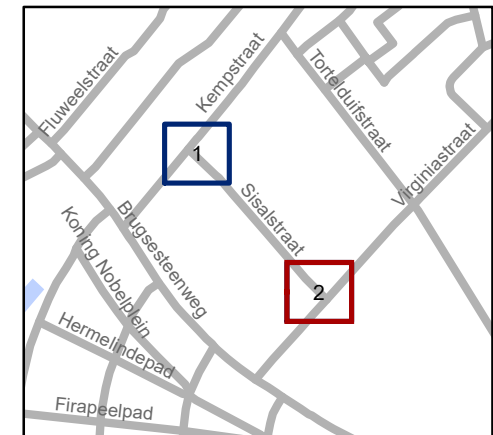 Fluweelstraat
Kempstraat
Tortelduifstraat
Virginiastraat
1
Sisalstraat
Koning Nobelplein
Brugsesteenweg
2
Hermelindepad
Firapeelpad